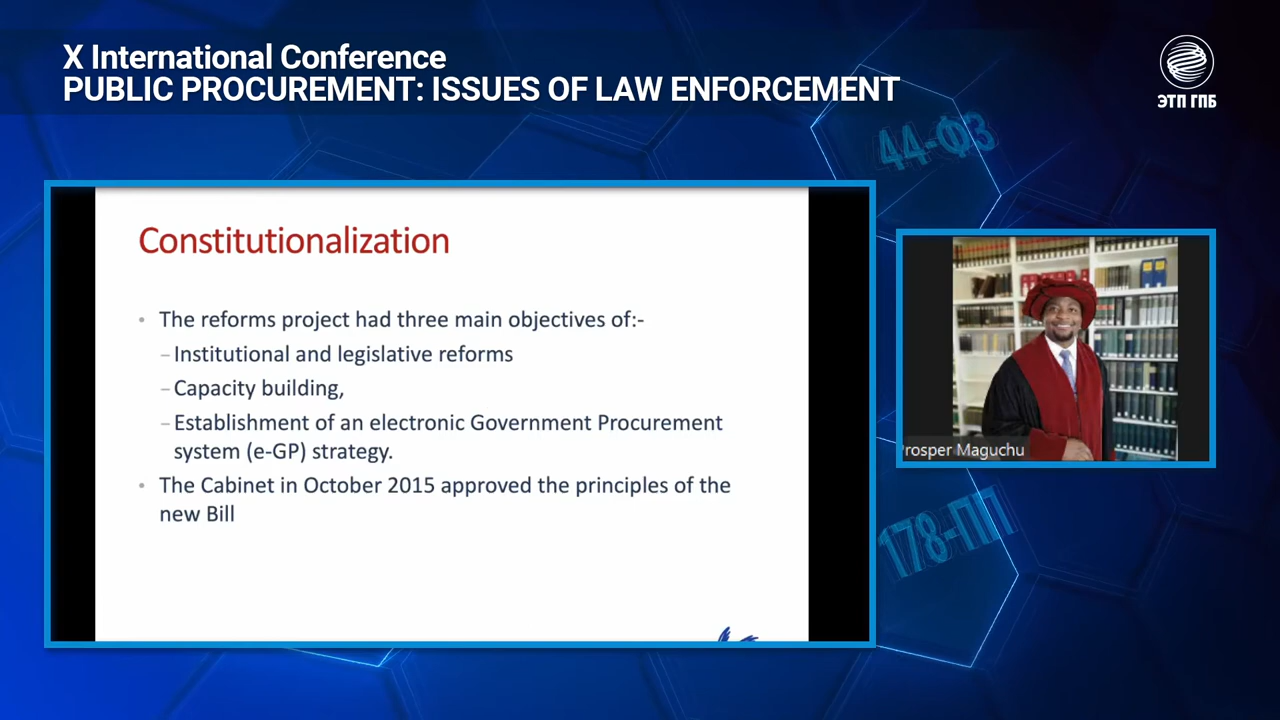 X International Conference
PUBLIC PROCUREMENT: ISSUES OF LAW ENFORCEMENT
ЭТП ГПБ
44-ФЗ
Constitutionalization
• The reforms project had three main objectives of:-
– Institutional and legislative reforms
– Capacity building,
– Establishment of an electronic Government Procurement
system (e-GP) strategy.
• The Cabinet in October 2015 approved the principles of the
new Bill
rosper Maguchu
178-ПП